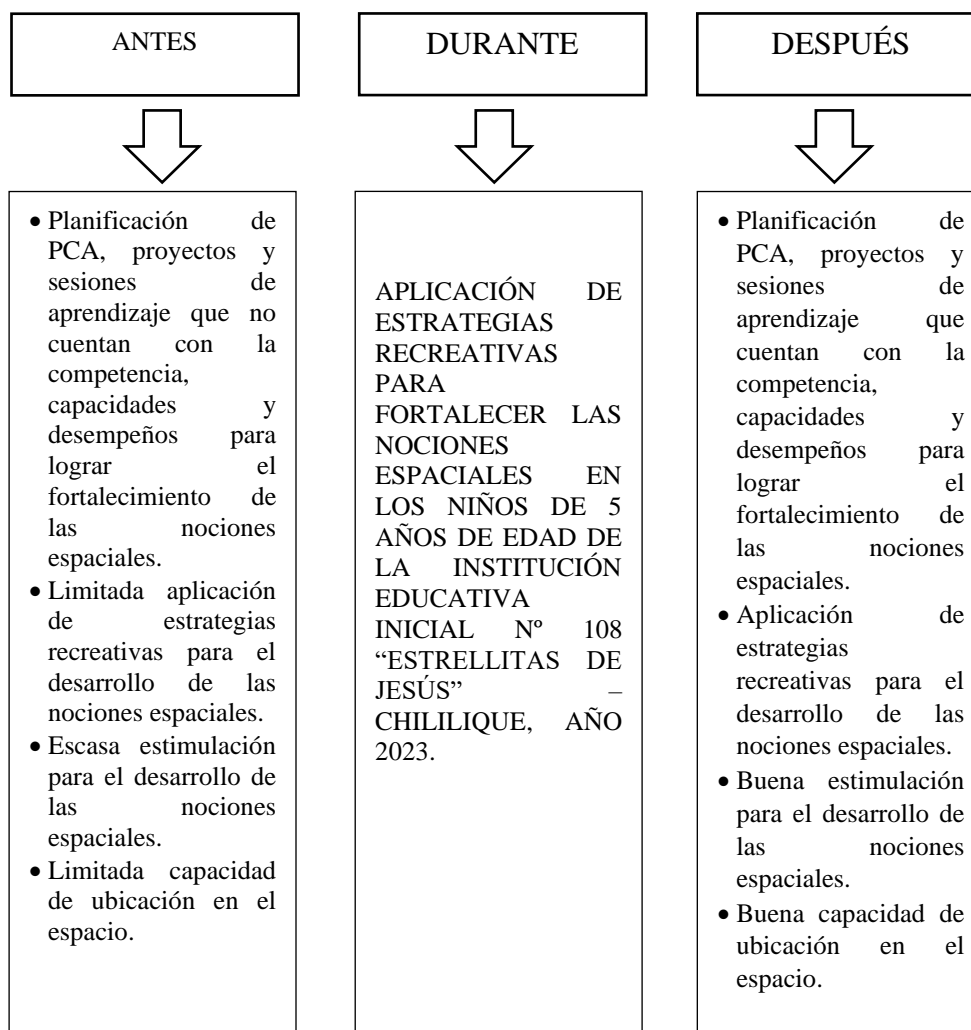 ANTES
DURANTE
DESPUÉS
• Planificación de
PCA, proyectos y
sesiones de
aprendizaje que no
cuentan con la
competencia,
capacidades y
desempeños para
lograr el
fortalecimiento de
las nociones
espaciales.
• Limitada aplicación
de estrategias
recreativas para el
desarrollo de las
nociones espaciales.
• Escasa estimulación
para el desarrollo de
las nociones
espaciales.
• Limitada capacidad
de ubicación en el
espacio.
APLICACIÓN DE
ESTRATEGIAS
RECREATIVAS
PARA
FORTALECER LAS
NOCIONES
ESPACIALES EN
LOS NIÑOS DE 5
AÑOS DE EDAD DE
LA INSTITUCIÓN
EDUCATIVA
INICIAL Nº 108
“ESTRELLITAS DE
JESÚS” –
CHILILIQUE, AÑO
2023.
• Planificación de
PCA, proyectos y
sesiones de
aprendizaje que
cuentan con la
competencia,
capacidades y
desempeños para
lograr el
fortalecimiento de
las nociones
espaciales.
• Aplicación de
estrategias
recreativas para el
desarrollo de las
nociones espaciales.
• Buena estimulación
para el desarrollo de
las nociones
espaciales.
• Buena capacidad de
ubicación en el
espacio.